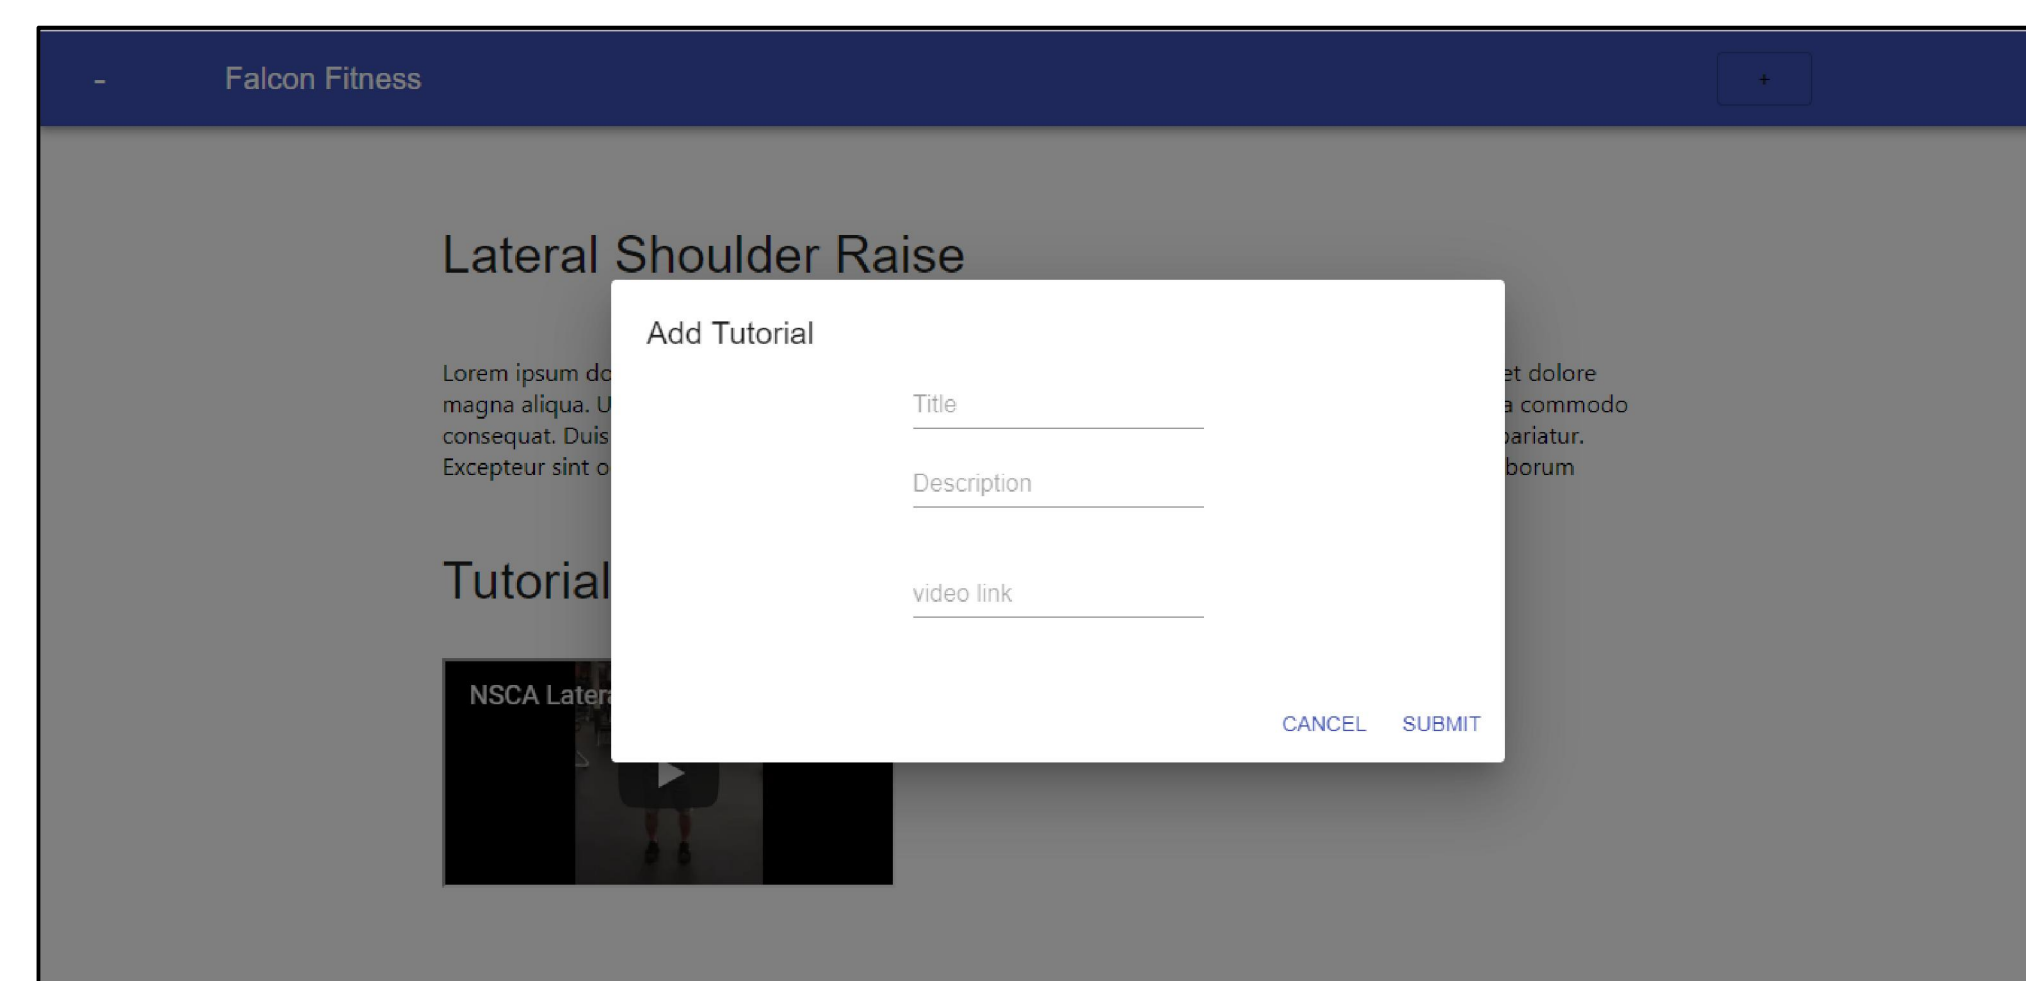 -
Falcon Fitness
+
Lateral Shoulder Raise
Add Tutorial
Lorem ipsum do
et dolore
magna aliqua. U
a commodo
consequat. Duis
pariatur.
Excepteur sint o
borum
Title
Description
video link
Tutorial
NSCA Latera
CANCEL SUBMIT